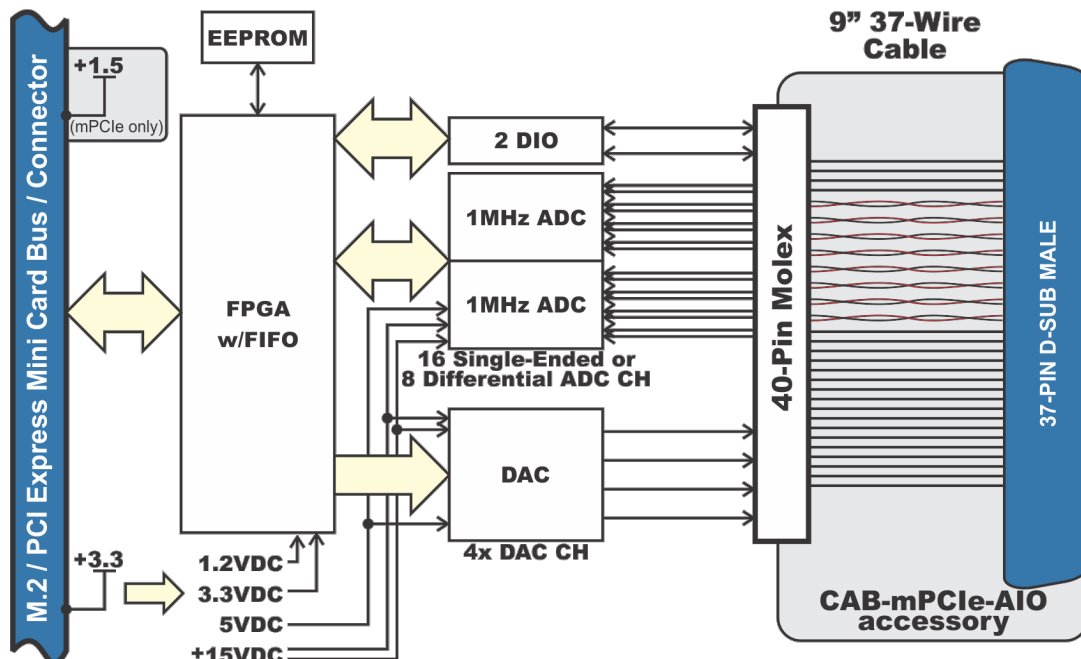 M.2 / PCI Express Mini Card Bus / Connector
+1.5
(mPCIe only)
EEPROM
FPGA
w/FIFO
2 DIO
1MHz ADC
1MHz ADC
16 Single-Ended or
8 Differential ADC CH
DAC
4x DAC CH
+3.3
1.2VDC
3.3VDC
5VDC
±15VDC
40-Pin Molex
9” 37-Wire
Cable
37-PIN D-SUB MALE
CAB-mPCIe-AIO
accessory